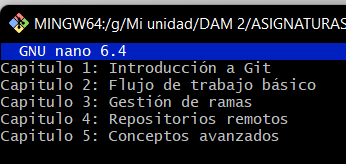 MINGW64:/g/Mi unidad/DAM 2/ASIGNATURAS
GNU nano 6.4
Capitulo 1: Introducción a Git
Capitulo 2: Flujo de trabajo básico
Capitulo 3: Gestión de ramas
Capitulo 4: Repositorios remotos
Capitulo 5: Conceptos avanzados